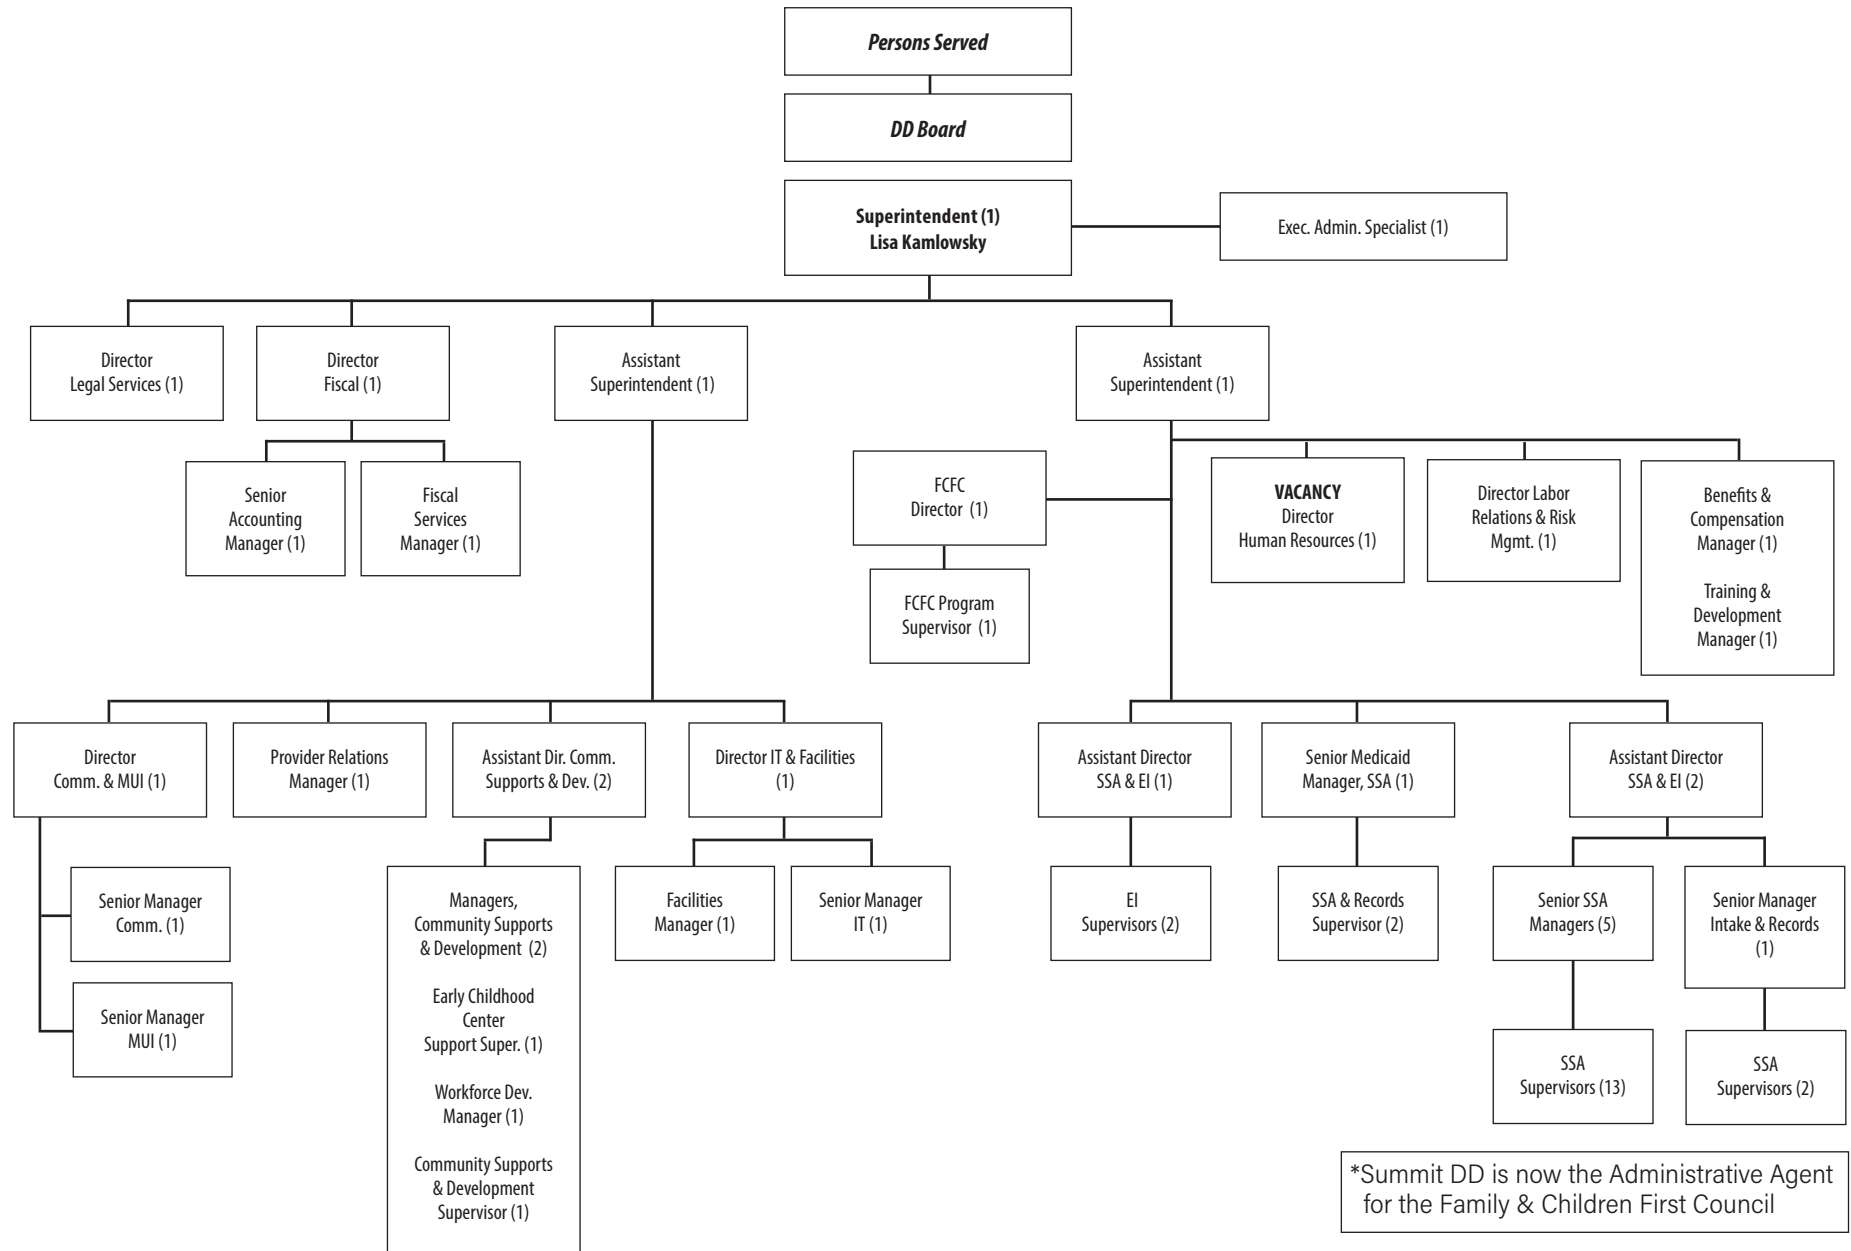 Persons Served
DD Board
Superintendent (1)
Lisa Kamlowsky
Exec. Admin. Specialist (1)
Director
Legal Services (1)
Director
Fiscal (1)
Assistant
Superintendent (1)
Assistant
Superintendent (1)
Senior
Accounting
Manager (1)
Fiscal
Services
Manager (1)
FCFC
Director (1)
FCFC Program
Supervisor (1)
VACANCY
Director
Human Resources (1)
Director Labor
Relations & Risk
Mgmt. (1)
Benefits &
Compensation
Manager (1)
Training &
Development
Manager (1)
Director
Comm. & MUI (1)
Provider Relations
Manager (1)
Assistant Dir. Comm.
Supports & Dev. (2)
Director IT & Facilities
(1)
Assistant Director
SSA & EI (1)
Senior Medicaid
Manager, SSA (1)
Assistant Director
SSA & EI (2)
Senior Manager
Comm. (1)
Senior Manager
MUI (1)
Managers,
Community Supports
& Development (2)
Early Childhood
Center
Support Super. (1)
Workforce Dev.
Manager (1)
Community Supports
& Development
Supervisor (1)
Facilities
Manager (1)
Senior Manager
IT (1)
EI
Supervisors (2)
SSA & Records
Supervisor (2)
Senior SSA
Managers (5)
Senior Manager
Intake & Records
(1)
SSA
Supervisors (13)
SSA
Supervisors (2)
*Summit DD is now the Administrative Agent
for the Family & Children First Council